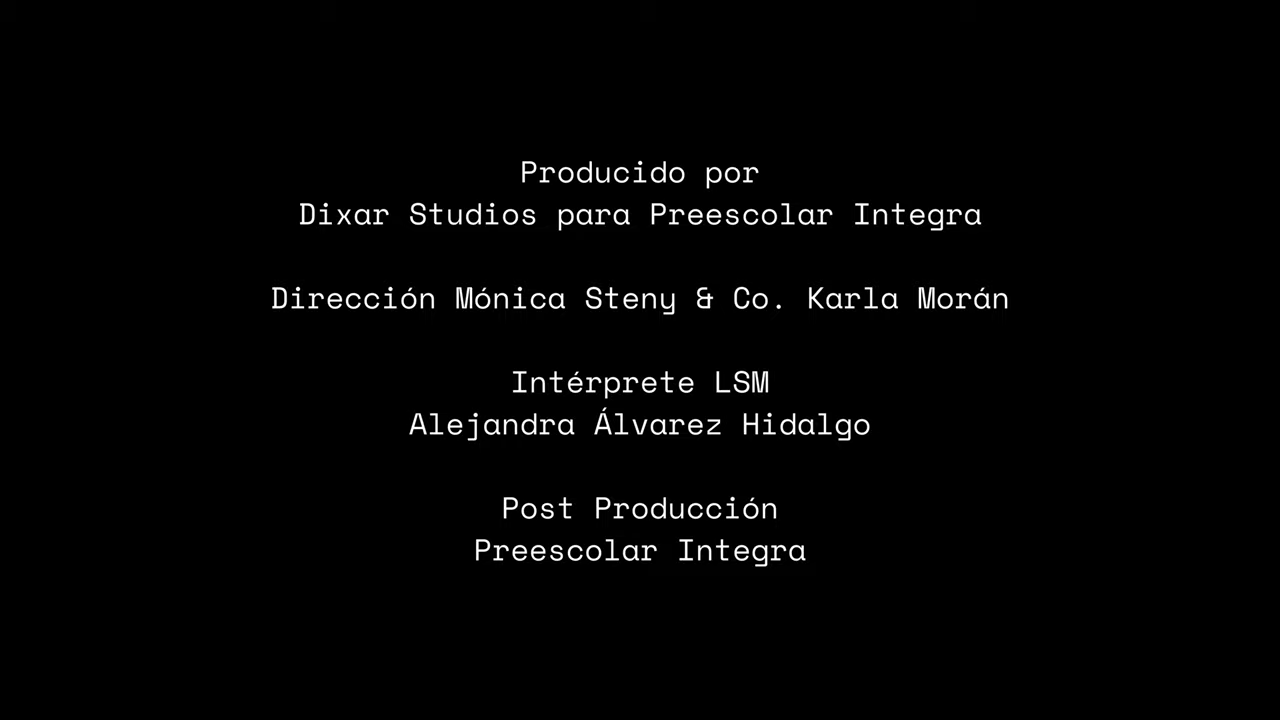 Producido por
Dixar Studios para Preescolar Integra
Dirección Mónica Steny & Co. Karla Morán
Intérprete LSM
Alejandra Álvarez Hidalgo
Post Producción
Preescolar Integra